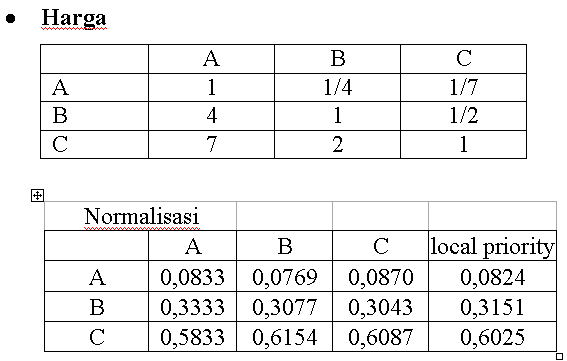 • Harga
A B C
A 1 1/4 1/7
B 4 1 1/2
C 7 2 1
Normalisasi
A B C local priority
A 0,0833 0,0769 0,0870 0,0824
B 0,3333 0,3077 0,3043 0,3151
C 0,5833 0,6154 0,6087 0,6025